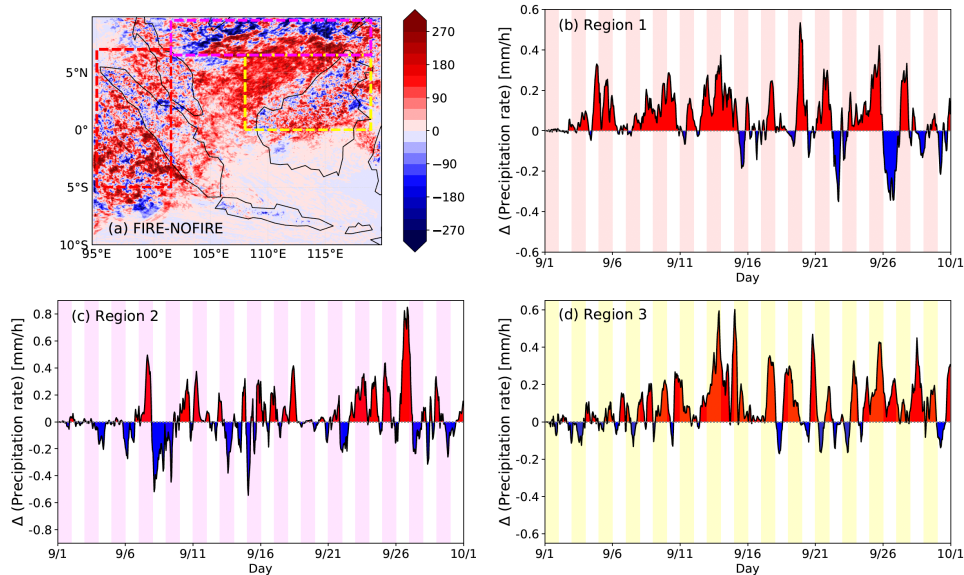 5°N
0°
5°S
10°S
95°E 100°E 105°E 110°E 115°E
(a) FIRE-NOFIRE
270
180
90
0
−90
−180
−270
(b) Region 1
Δ (Precipitation rate) [mm/h]
0.6
0.4
0.2
0
-0.2
-0.4
-0.6
9/1 9/6 9/11 9/16 9/21 9/26 10/1
Day
(c) Region 2
Δ (Precipitation rate) [mm/h]
0.8
0.6
0.4
0.2
0
-0.2
-0.4
-0.6
-0.8
9/1 9/6 9/11 9/16 9/21 9/26 10/1
Day
(d) Region 3
Δ (Precipitation rate) [mm/h]
0.6
0.4
0.2
0
-0.2
-0.4
-0.6
9/1 9/6 9/11 9/16 9/21 9/26 10/1
Day